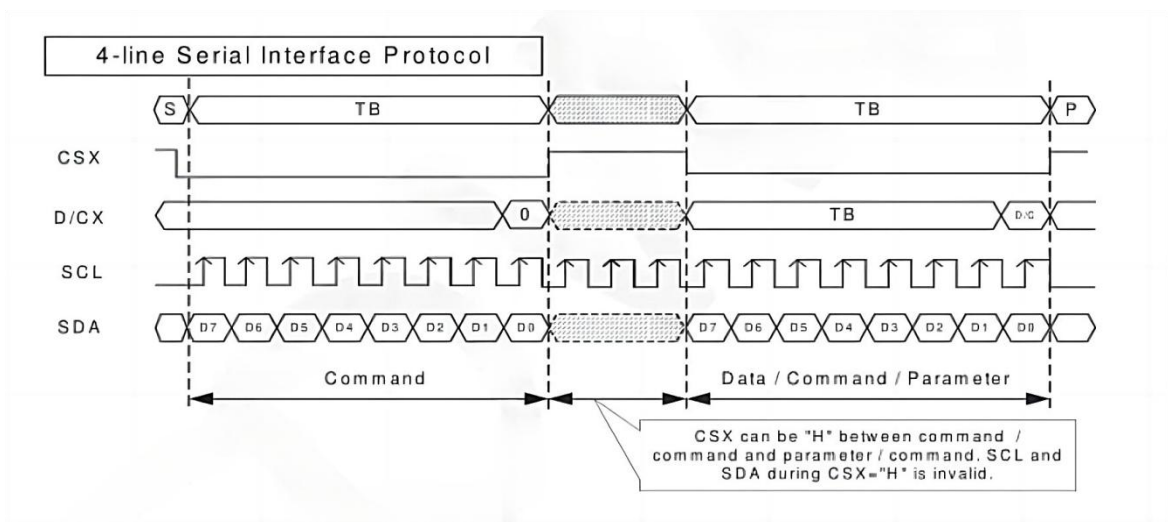 4-line Serial Interface Protocol
S TB TB P
CSX
D/CX 0 TB D/C
SCL
SDA D7 D6 D5 D4 D3 D2 D1 D0 D7 D6 D5 D4 D3 D2 D1 D0
Command Data / Command / Parameter
CSX can be "H" between command /
command and parameter / command. SCL and
SDA during CSX="H" is invalid.